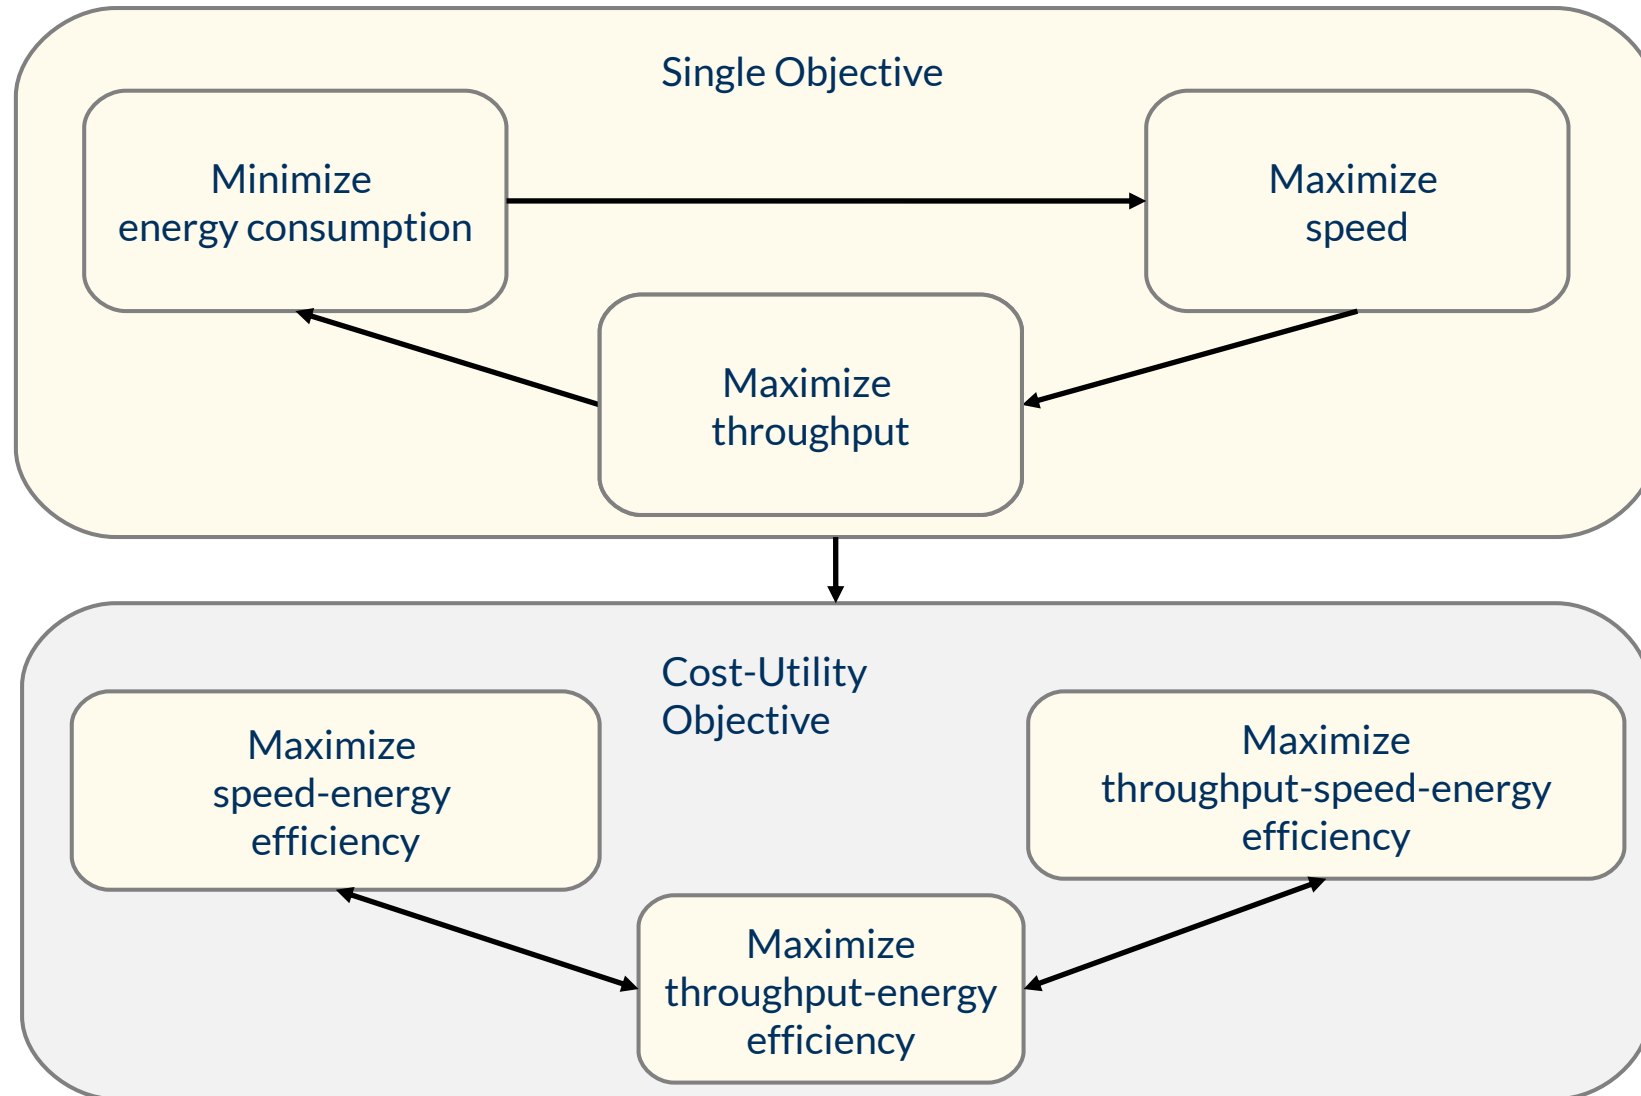 Single Objective
Minimize
energy consumption
Maximize
speed
Maximize
throughput
Cost-Utility
Objective
Maximize
speed-energy
efficiency
Maximize
throughput-speed-energy
efficiency
Maximize
throughput-energy
efficiency